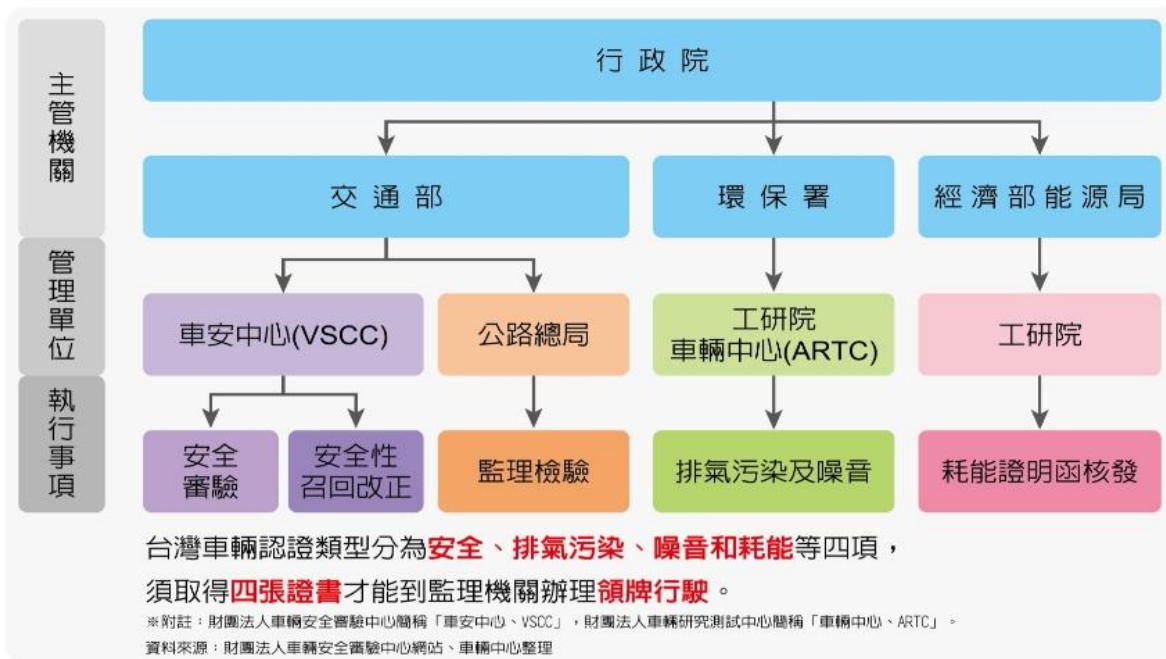 主管機關
行政院
交通部
環保署
經濟部能源局
管理單位
車安中心(VSCC)
公路總局
工研院
車輛中心(ARTC)
工研院
執行事項
安全
審驗
安全性
召回改正
監理檢驗
排氣污染及噪音
耗能證明函核發
台灣車輛認證類型分為安全、排氣污染、噪音和耗能等四項，
須取得四張證書才能到監理機關辦理領牌行駛。
※附註：財團法人車輛安全審驗中心簡稱「車安中心、VSCC」，財團法人車輛研究測試中心簡稱「車輛中心、ARTC」。
資料來源：財團法人車輛安全審驗中心網站、車輛中心整理